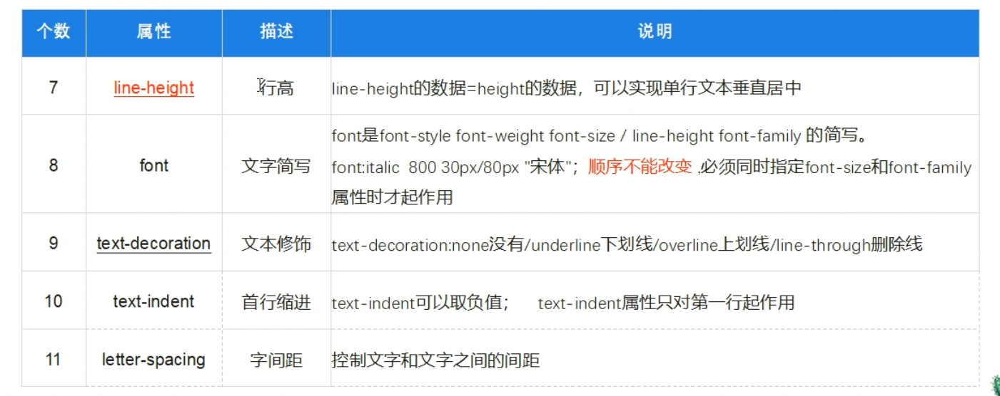 个数 属性 描述 说明
7 line-height 行高 line-height的数据=height的数据，可以实现单行文本垂直居中
font是font-style font-weight font-size / line-height font-family 的简写。
8 font 文字简写 font:italic  800 30px/80px "宋体"；顺序不能改变 ,必须同时指定font-size和font-family
属性时才起作用
9 text-decoration 文本修饰 text-decoration:none没有/underline下划线/overline上划线/line-through删除线
10 text-indent 首行缩进 text-indent可以取负值； text-indent属性只对第一行起作用
11 letter-spacing 字间距 控制文字和文字之间的间距